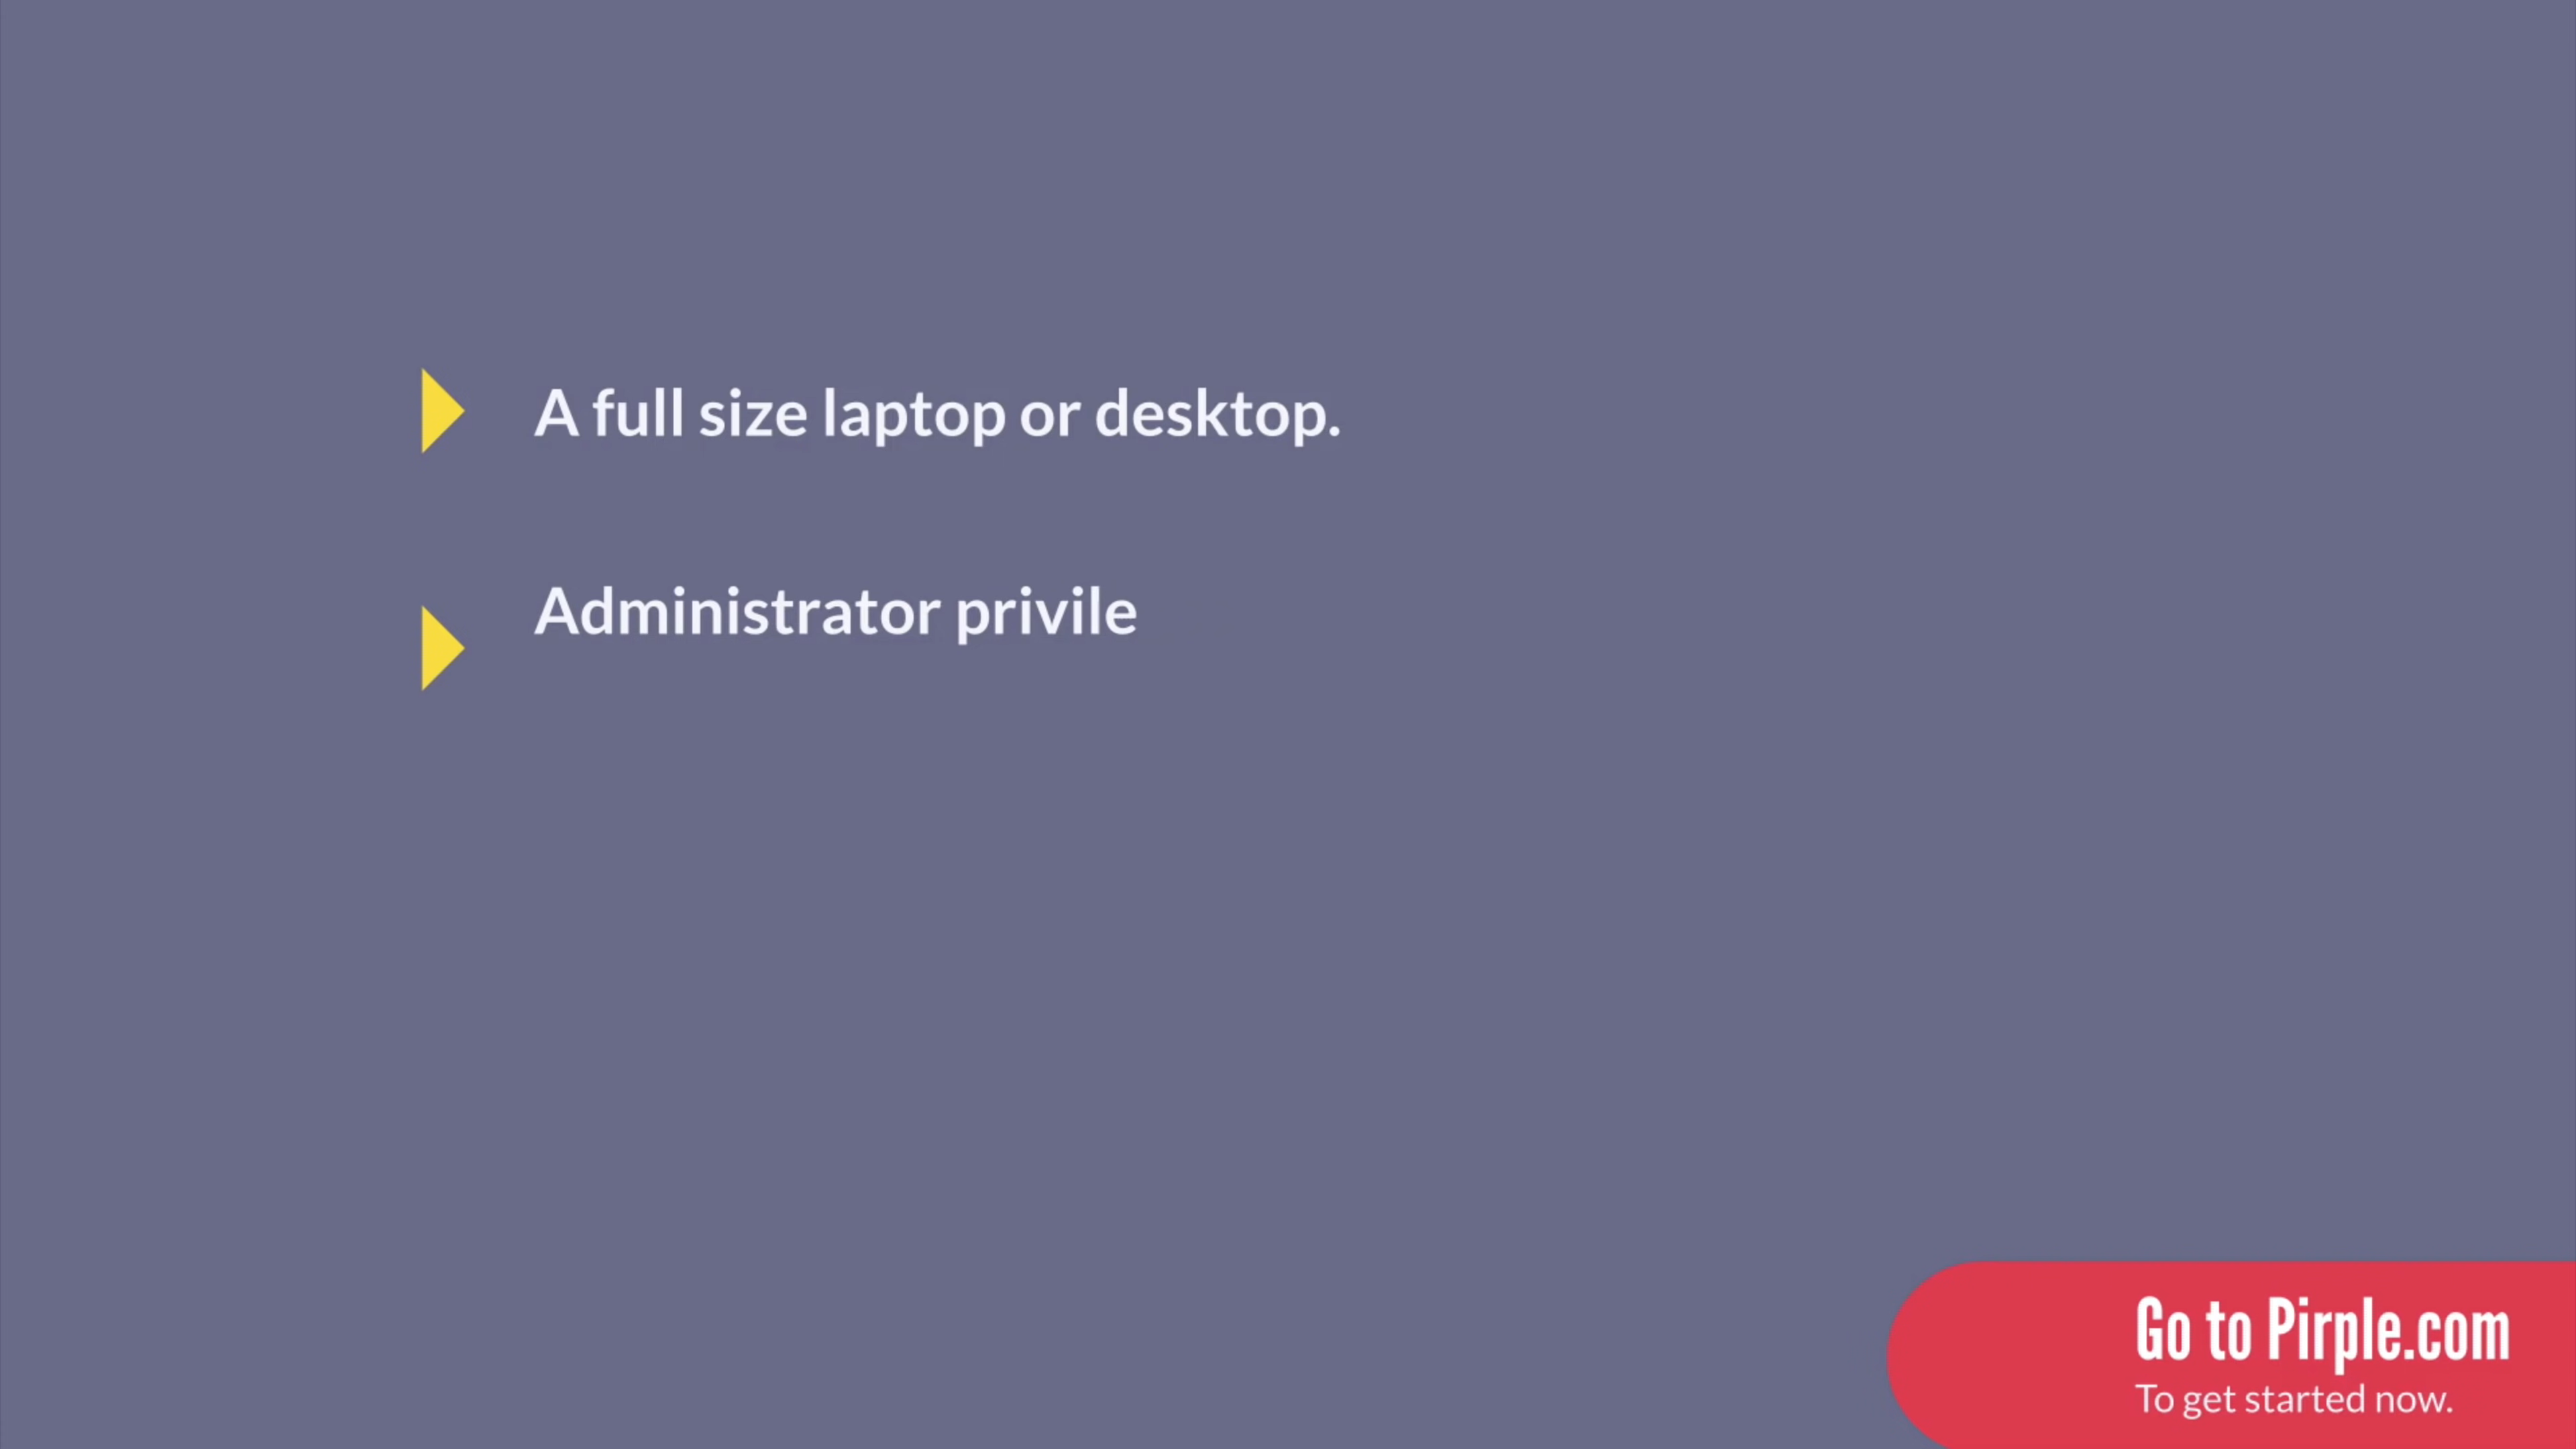 A full size laptop or desktop.
Administrator privile
Go to Pirple.com
To get started now.